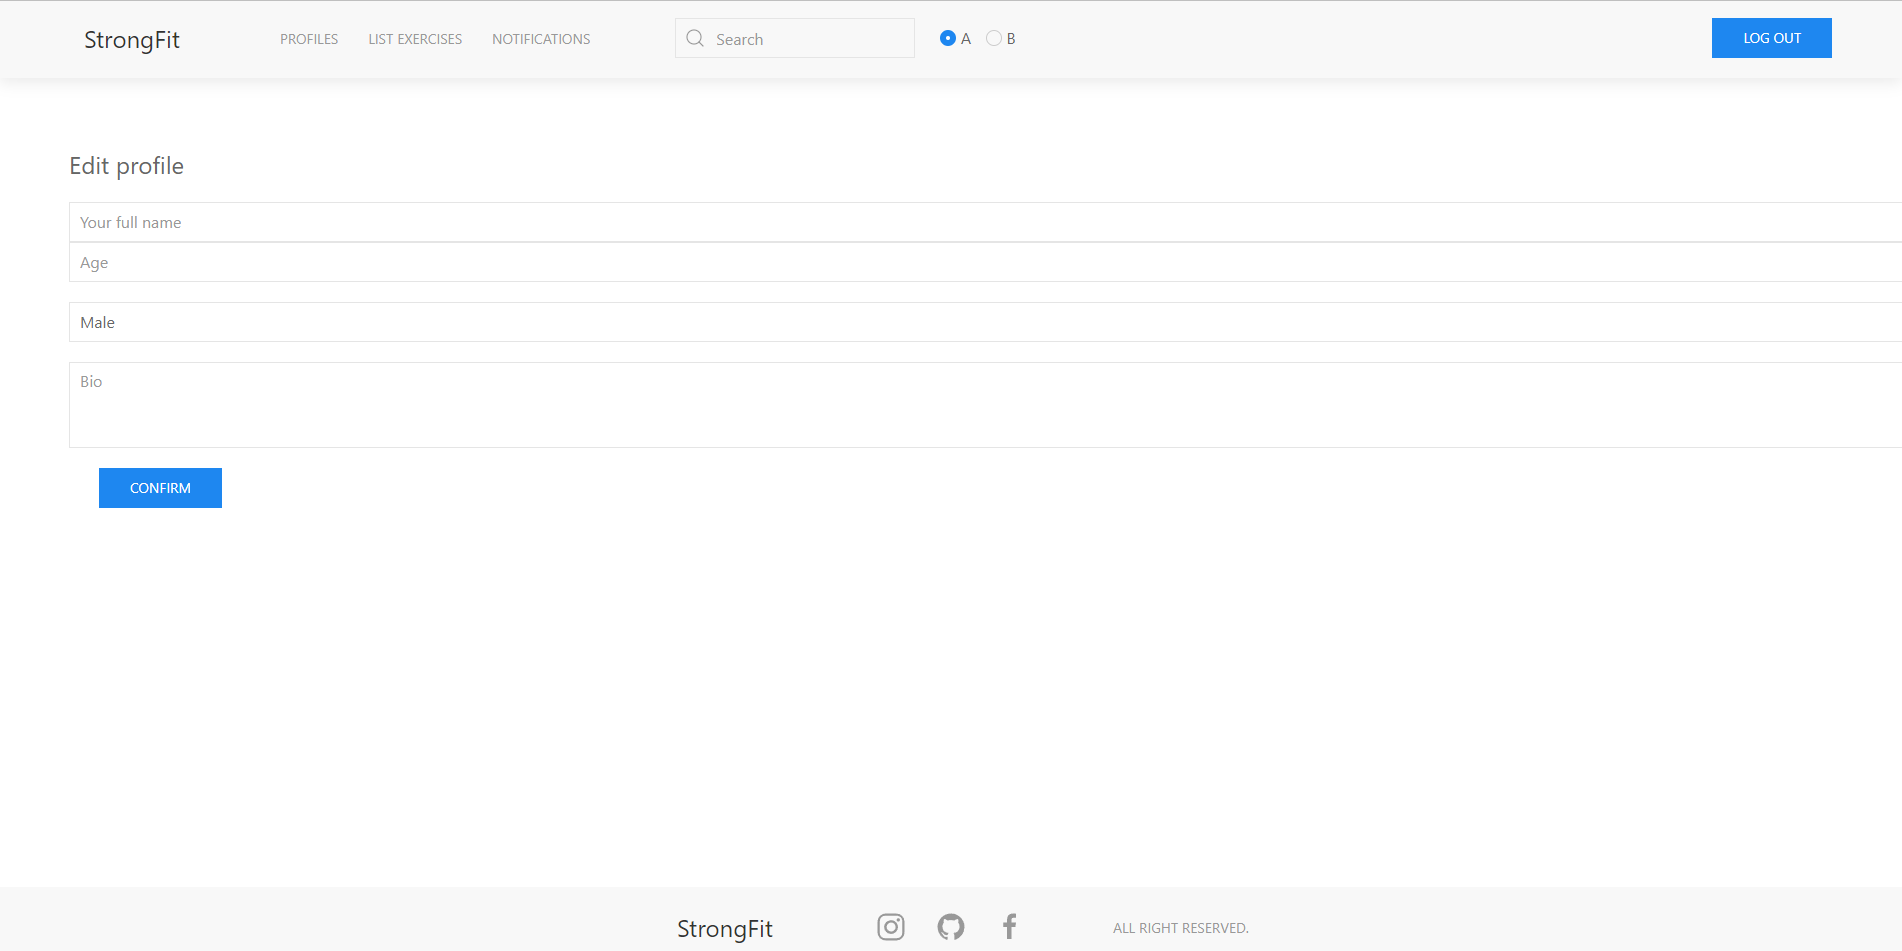 StrongFit PROFILES LIST EXERCISES NOTIFICATIONS Search A B LOG OUT
Edit profile
Your full name
Age
Male
Bio
CONFIRM
StrongFit ALL RIGHT RESERVED.